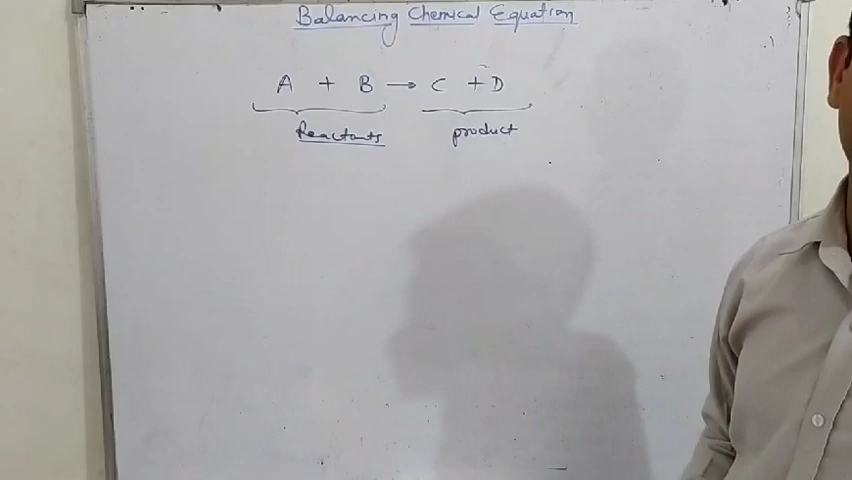 Balancing Chemical Equation
A + B → C + D
Reactants product